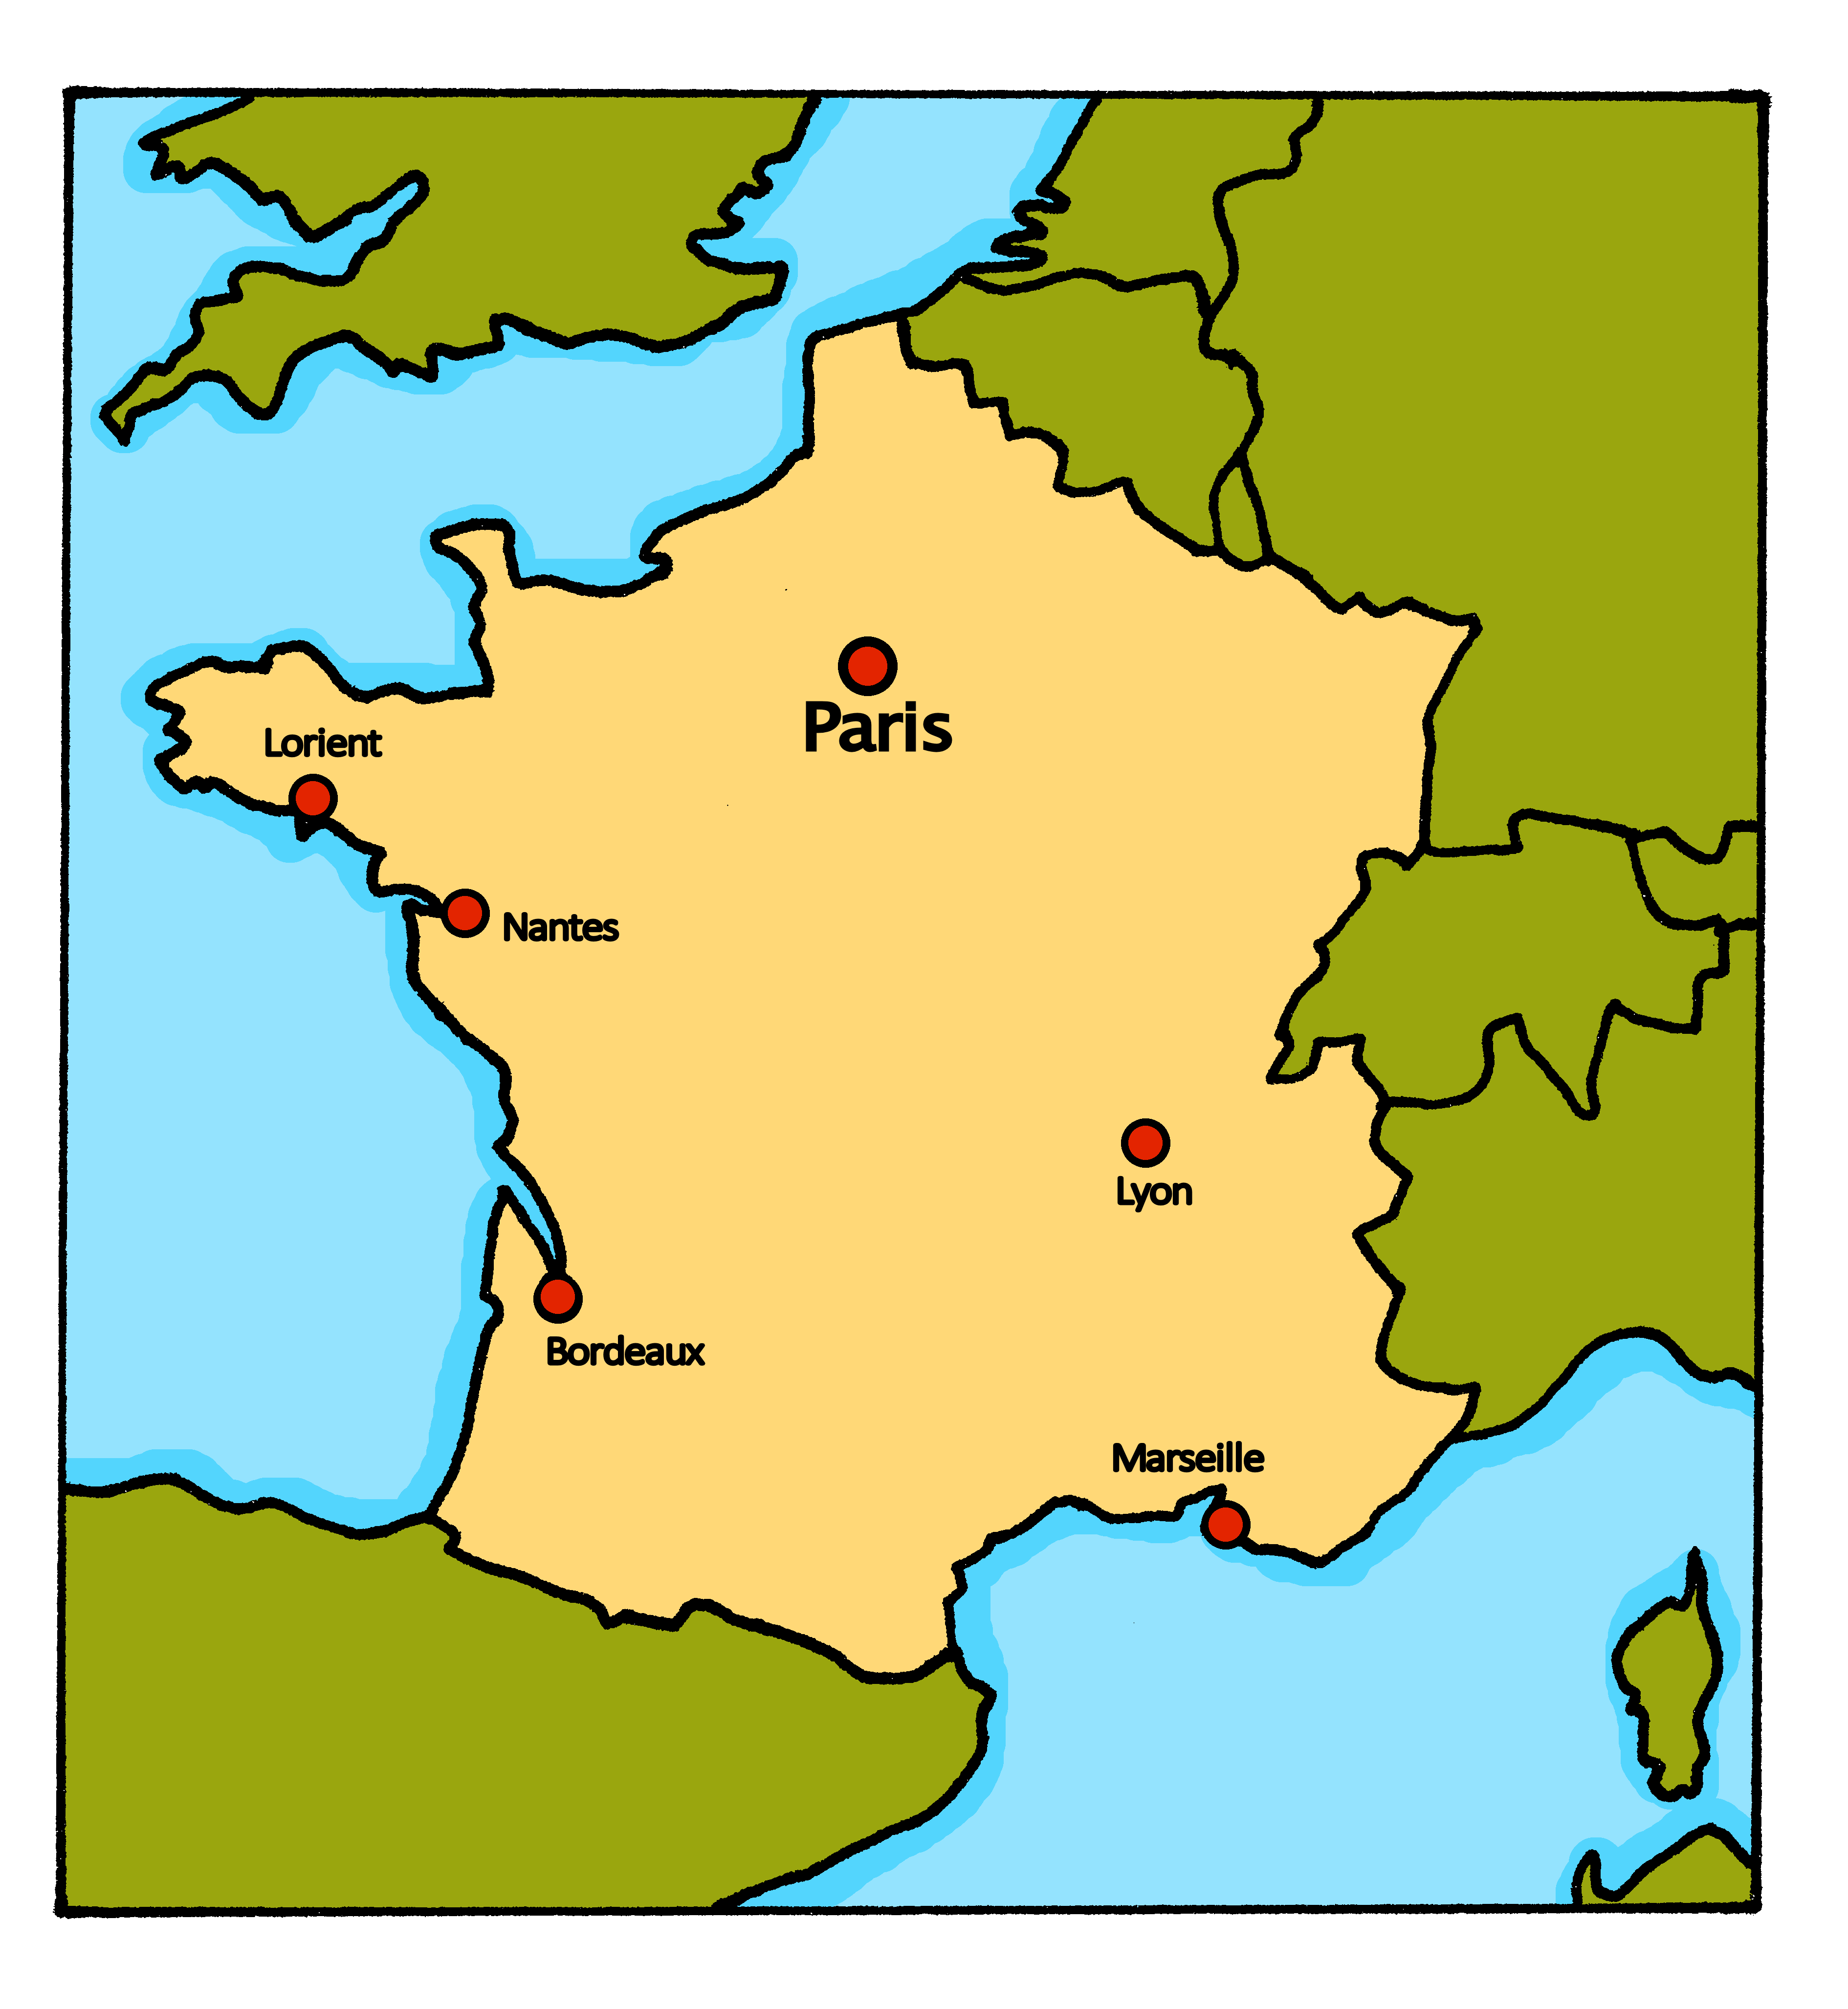 Paris
Lorient
Nantes
Lyon
Bordeaux
Marseille